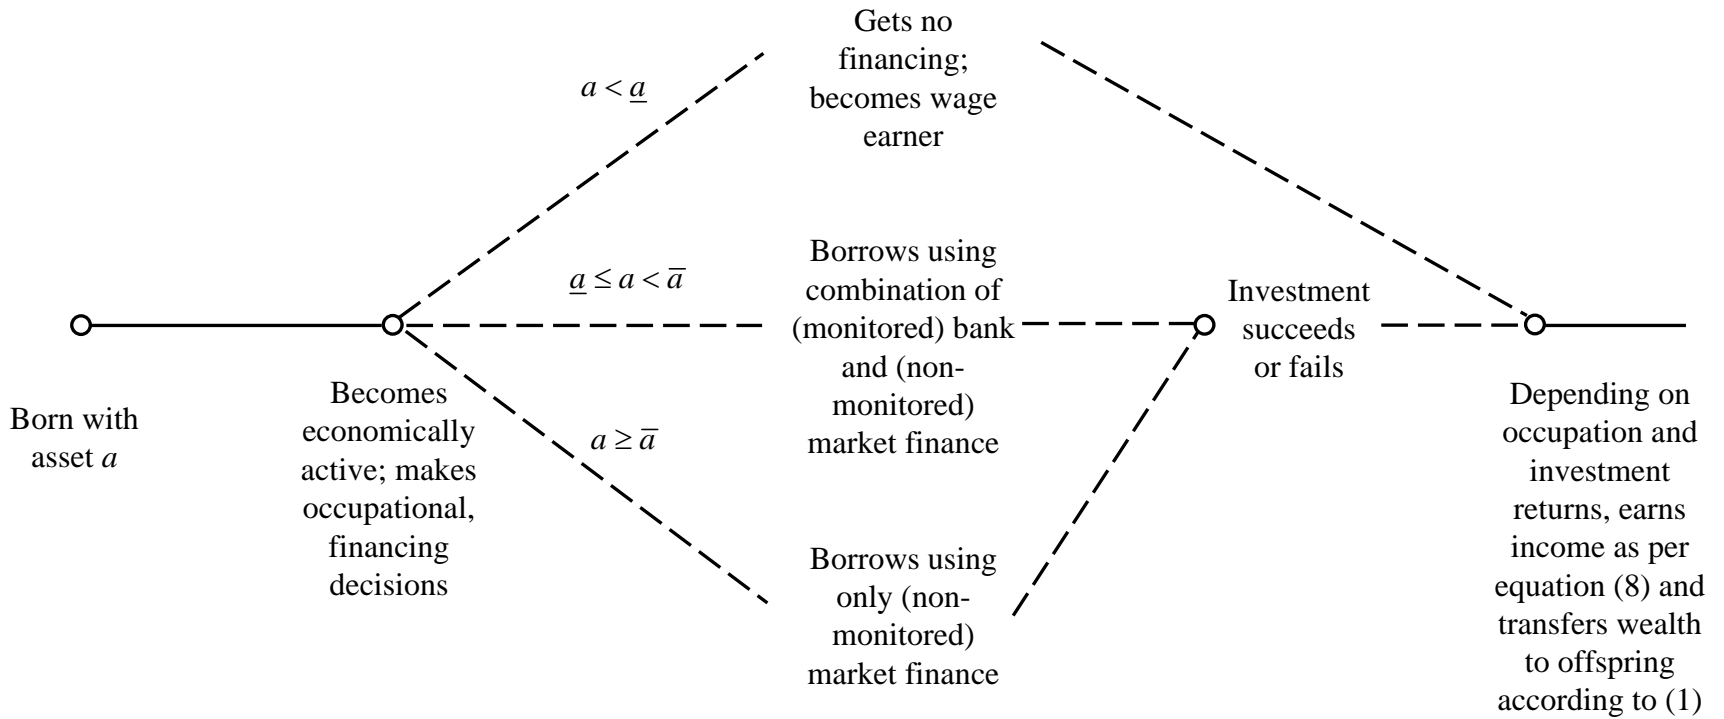 Gets no
financing;
becomes wage
earner
a < a̲
a̲ ≤ a < a̅
Borrows using
combination of
(monitored) bank
and (non-
monitored)
market finance
Investment
succeeds
or fails
Born with
asset a
Becomes
economically
active; makes
occupational,
financing
decisions
a ≥ a̅
Borrows using
only (non-
monitored)
market finance
Depending on
occupation and
investment
returns, earns
income as per
equation (8) and
transfers wealth
to offspring
according to (1)